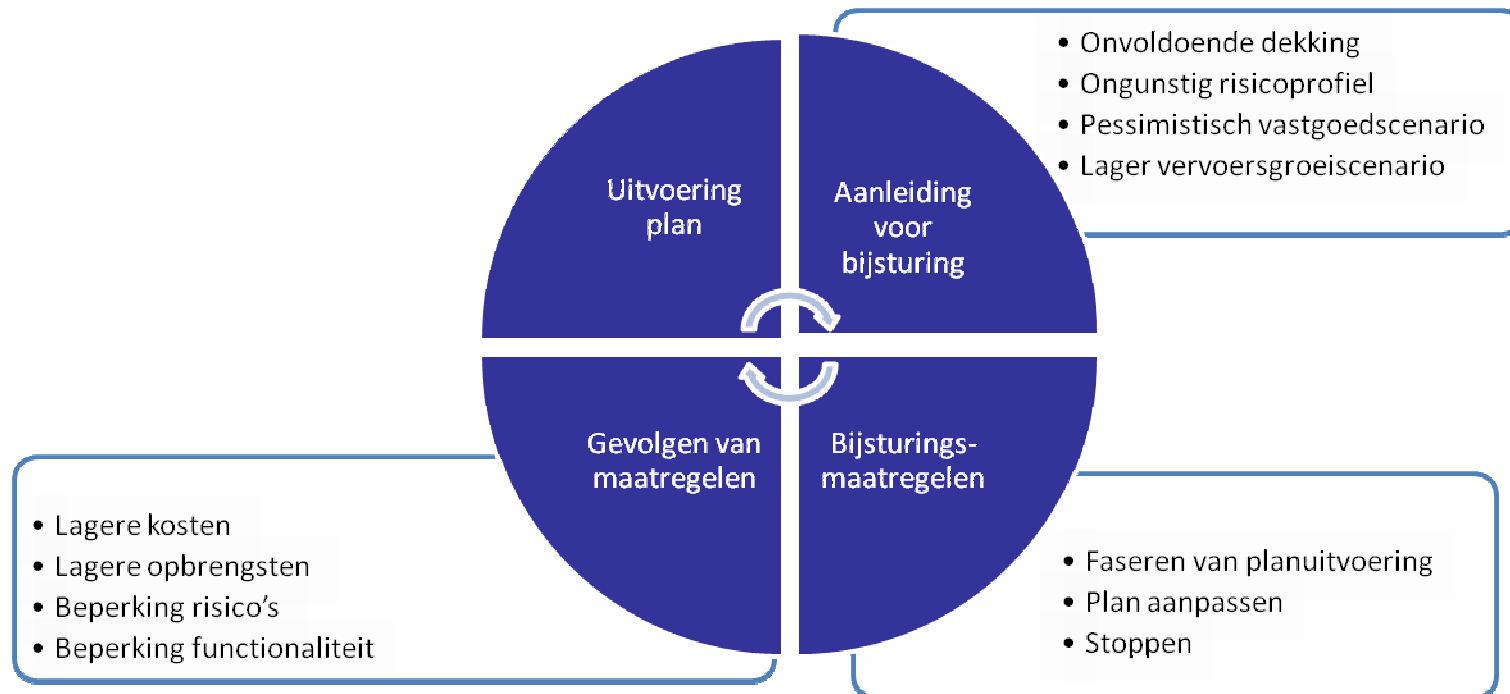 Uitvoering
plan
Aanleiding
voor
bijsturing
• Onvoldoende dekking
• Ongunstig risicoprofiel
• Pessimistisch vastgoedscenario
• Lager vervoersgroeiscenario
Gevolgen van
maatregelen
Bijsturings-
maatregelen
• Lagere kosten
• Lagere opbrengsten
• Beperking risico's
• Beperking functionaliteit
• Faseren van planuitvoering
• Plan aanpassen
• Stoppen